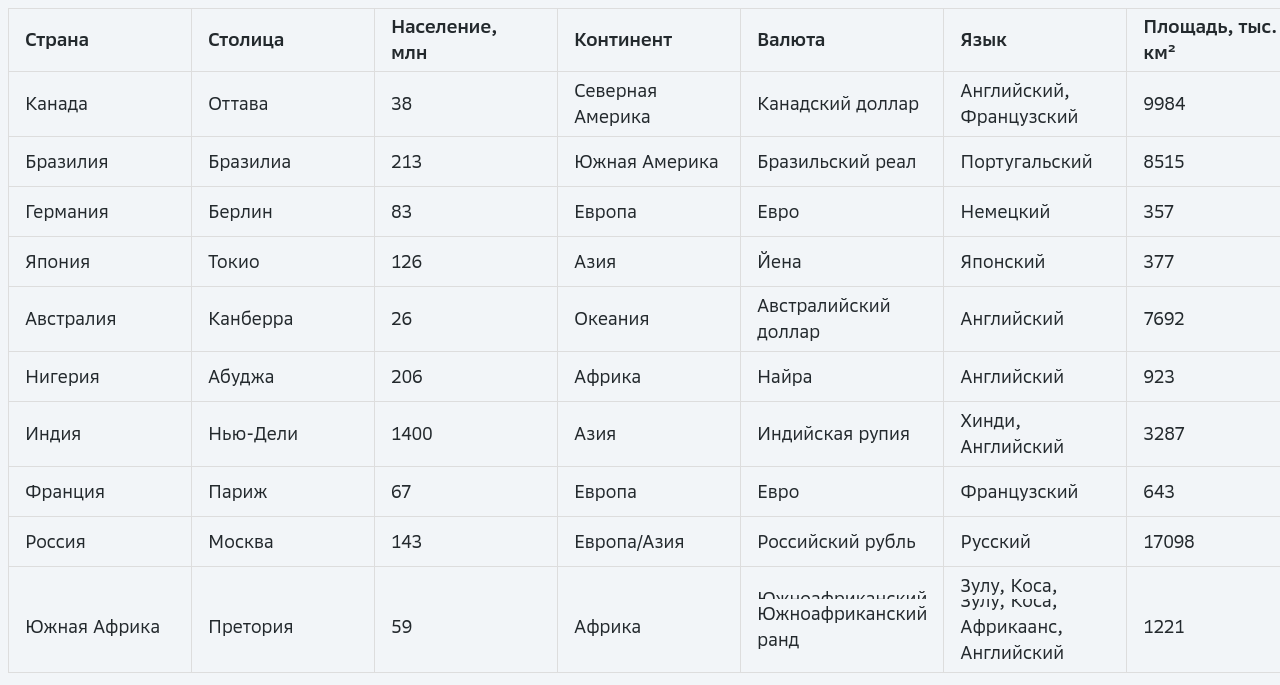 Страна Столица Население, млн Континент Валюта Язык Площадь, тыс. км²
Канада Оттава 38 Северная Америка Канадский доллар Английский, Французский 9984
Бразилия Бразилиа 213 Южная Америка Бразильский реал Португальский 8515
Германия Берлин 83 Европа Евро Немецкий 357
Япония Токио 126 Азия Йена Японский 377
Австралия Канберра 26 Океания Австралийский доллар Английский 7692
Нигерия Абуджа 206 Африка Найра Английский 923
Индия Нью-Дели 1400 Азия Индийская рупия Хинди, Английский 3287
Франция Париж 67 Европа Евро Французский 643
Россия Москва 143 Европа/Азия Российский рубль Русский 17098
Южная Африка Претория 59 Африка Южноафриканский ранд Зулу, Коса, Африкаанс, Английский 1221